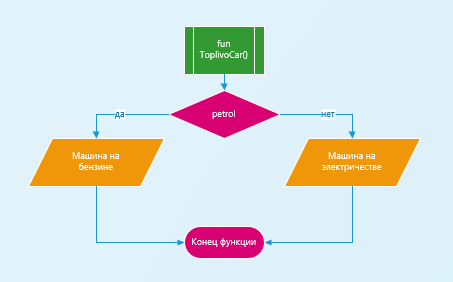 fun
ToplivoCar()
petrol
да
нет
Машина на
бензине
Машина на
электричестве
Конец функции